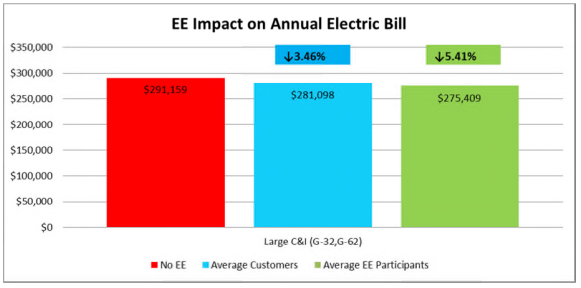 EE Impact on Annual Electric Bill
$350,000
$300,000
$250,000
$200,000
$150,000
$100,000
$50,000
$0
↓3.46%
↓5.41%
$291,159
$281,098
$275,409
Large C&I (G-32,G-62)
No EE
Average Customers
Average EE Participants